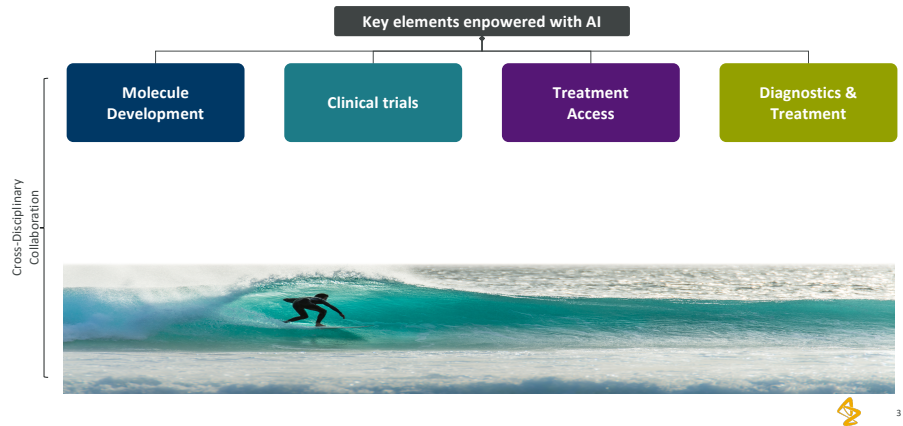 Key elements enpowered with AI
Molecule
Development
Clinical trials
Treatment
Access
Diagnostics &
Treatment
Cross-Disciplinary
Collaboration
3